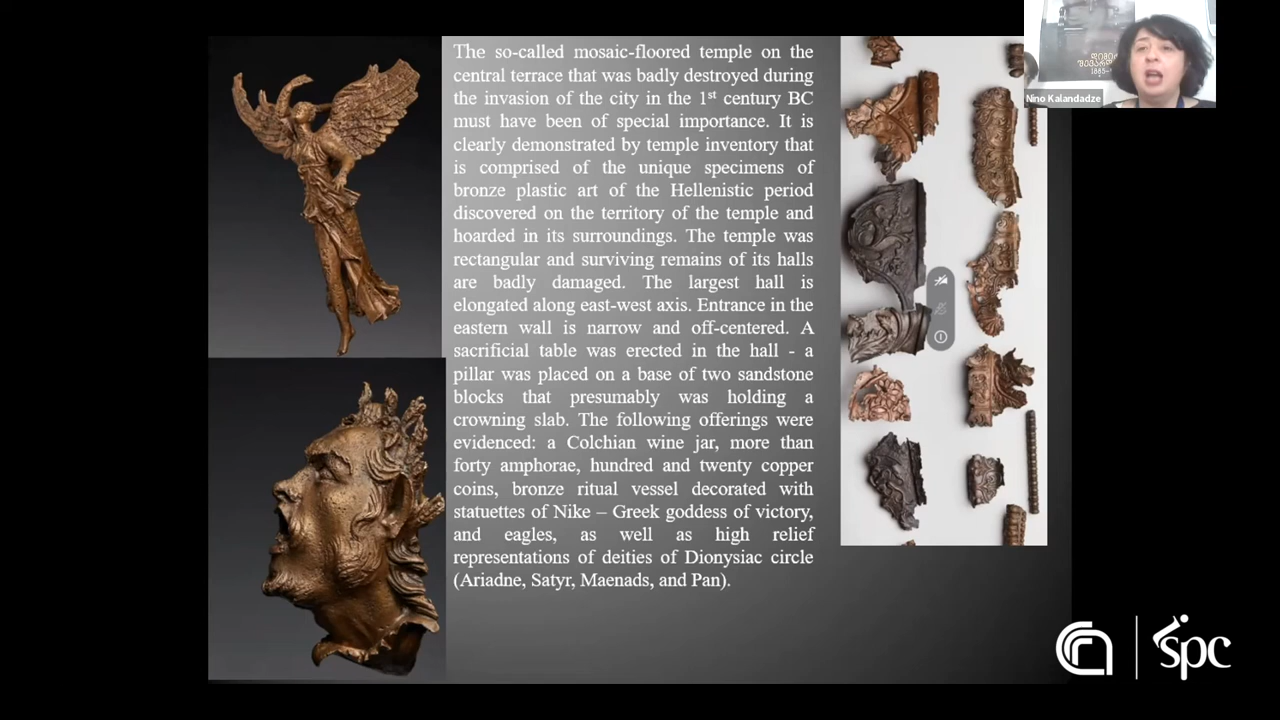 The so-called mosaic-floored temple on the
central terrace that was badly destroyed during
the invasion of the city in the 1st century BC
must have been of special importance. It is
clearly demonstrated by temple inventory that
is comprised of the unique specimens of
bronze plastic art of the Hellenistic period
discovered on the territory of the temple and
hoarded in its surroundings. The temple was
rectangular and surviving remains of its halls
are badly damaged. The largest hall is
elongated along east-west axis. Entrance in the
eastern wall is narrow and off-centered. A
sacrificial table was erected in the hall - a
pillar was placed on a base of two sandstone
blocks that presumably was holding a
crowning slab. The following offerings were
evidenced: a Colchian wine jar, more than
forty amphorae, hundred and twenty copper
coins, bronze ritual vessel decorated with
statuettes of Nike – Greek goddess of victory,
and eagles, as well as high relief
representations of deities of Dionysiac circle
(Ariadne, Satyr, Maenads, and Pan).
Nino Kalandadze
spc